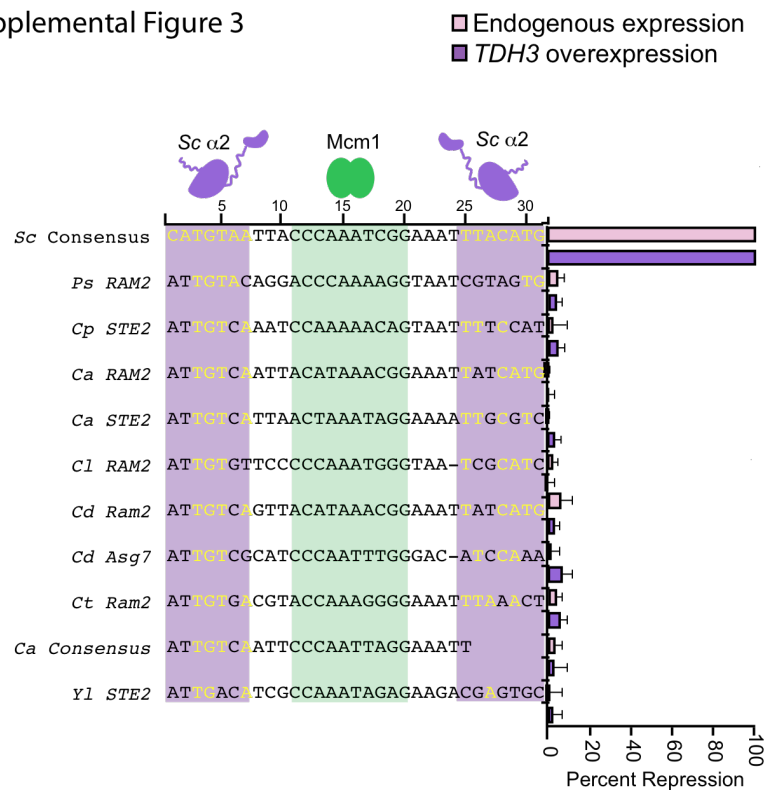 pplemental Figure 3
Endogenous expression
TDH3 overexpression
Sc α2
Mcm1
Sc α2
5 10 15 20 25 30
Sc Consensus CATGTAATTACCCAAATCGGAAATTTACATG
Ps RAM2 ATTGTACAGGACCCAAAAGGTAATCGTAGTG
Cp STE2 ATTGTCAAATCCAAAAACAGTAATTTTCCAT
Ca RAM2 ATTGTCAATTACATAAACGGAAATTATCATG
Ca STE2 ATTGTCATTAACTAAATAGGAAAATTGCGTC
Cl RAM2 ATTGTGTTCCCCCAAATGGGTAA-TCGCATC
Cd Ram2 ATTGTCAGTTACATAAACGGAAATTATCATG
Cd Asg7 ATTGTCGCATCCCAATTTGGGAC-ATCCAAA
Ct Ram2 ATTGTGACGTACCAAAGGGGAAATTTAAACT
Ca Consensus ATTGTCAATTCCCAATTAGGAAATT
Yl STE2 ATTGACATCGCCAAATAGAGAAGACGAGTGC
0 20 40 60 80 100
Percent Repression